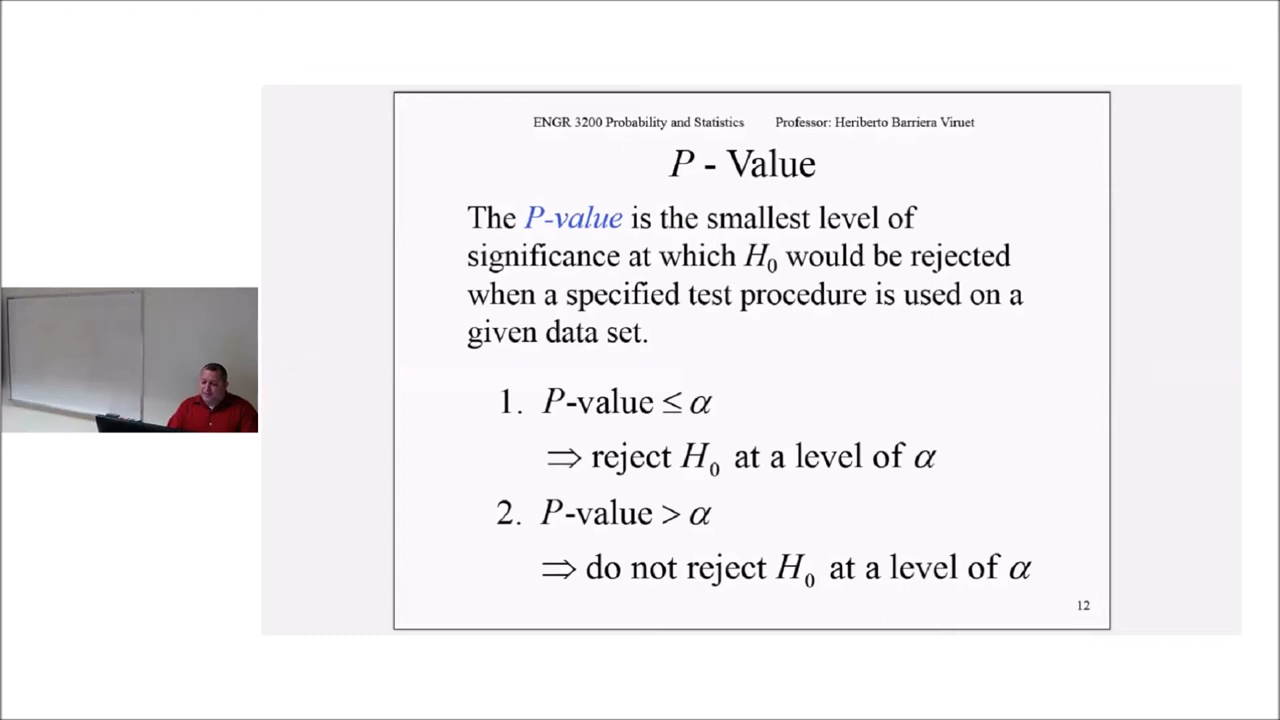 ENGR 3200 Probability and Statistics Professor: Heriberto Barriera Viruet
P - Value
The P-value is the smallest level of
significance at which H₀ would be rejected
when a specified test procedure is used on a
given data set.
1. P-value ≤ α
⇒ reject H₀ at a level of α
2. P-value > α
⇒ do not reject H₀ at a level of α
12